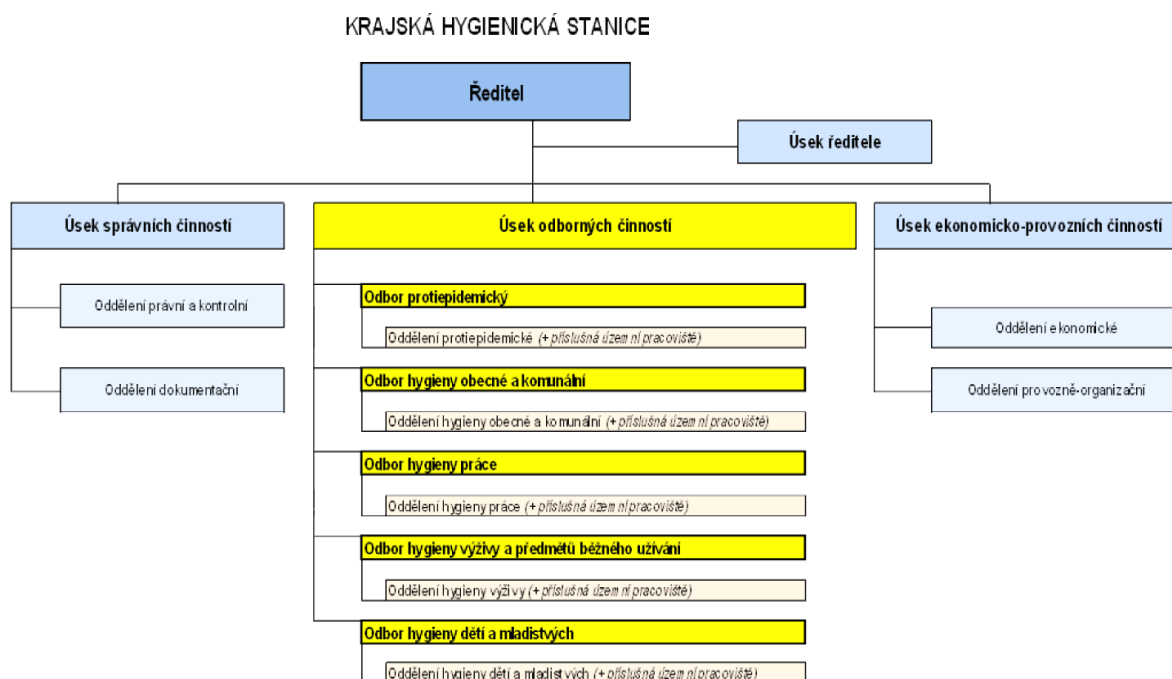 KRAJSKÁ HYGIENICKÁ STANICE
Ředitel
Úsek ředitele
Úsek správních činností
Oddělení právní a kontrolní
Oddělení dokumentační
Úsek odborných činností
Odbor protiepidemický
Oddělení protiepidemické (+ příslušná územní pracoviště)
Odbor hygieny obecné a komunální
Oddělení hygieny obecné a komunální (+ příslušná územní pracoviště)
Odbor hygieny práce
Oddělení hygieny práce (+ příslušná územní pracoviště)
Odbor hygieny výživy a předmětů běžného užívání
Oddělení hygieny výživy (+ příslušná územní pracoviště)
Odbor hygieny dětí a mladistvých
Oddělení hygieny dětí a mladistvých (+ příslušná územní pracoviště)
Úsek ekonomicko-provozních činností
Oddělení ekonomické
Oddělení provozně-organizační